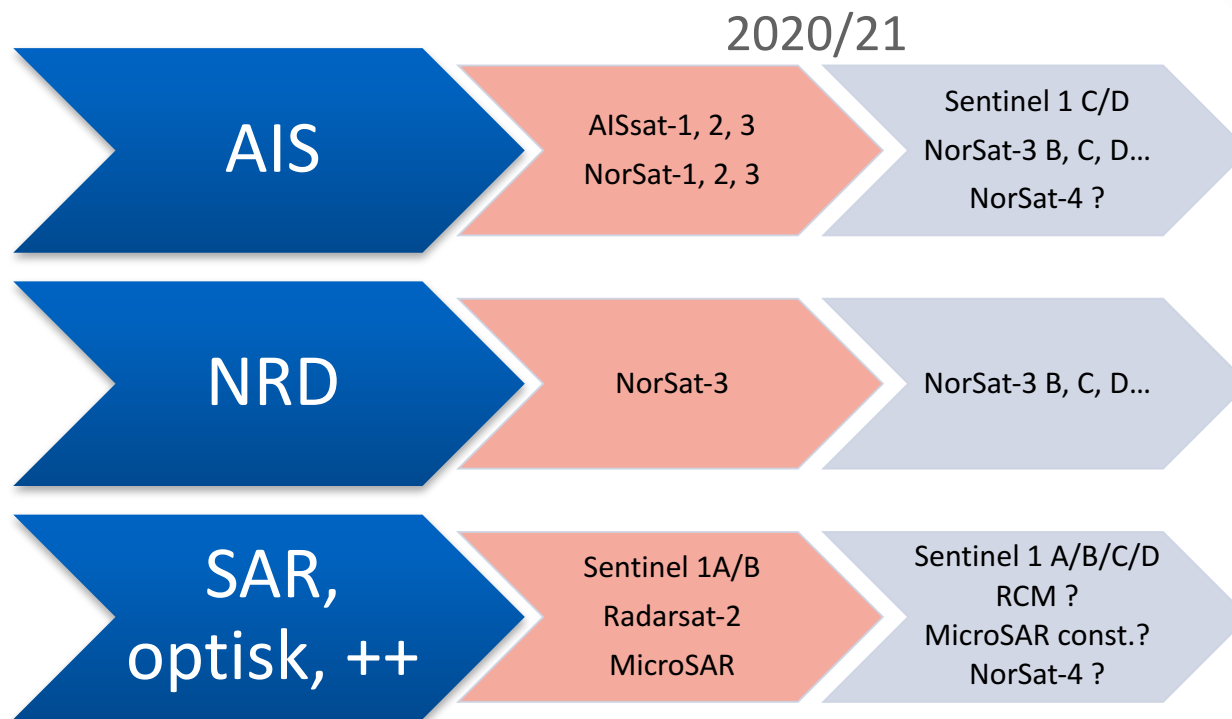 2020/21
AIS
AISsat-1, 2, 3
NorSat-1, 2, 3
Sentinel 1 C/D
NorSat-3 B, C, D...
NorSat-4 ?
NRD
NorSat-3
NorSat-3 B, C, D...
SAR,
optisk, ++
Sentinel 1A/B
Radarsat-2
MicroSAR
Sentinel 1 A/B/C/D
RCM ?
MicroSAR const.?
NorSat-4 ?